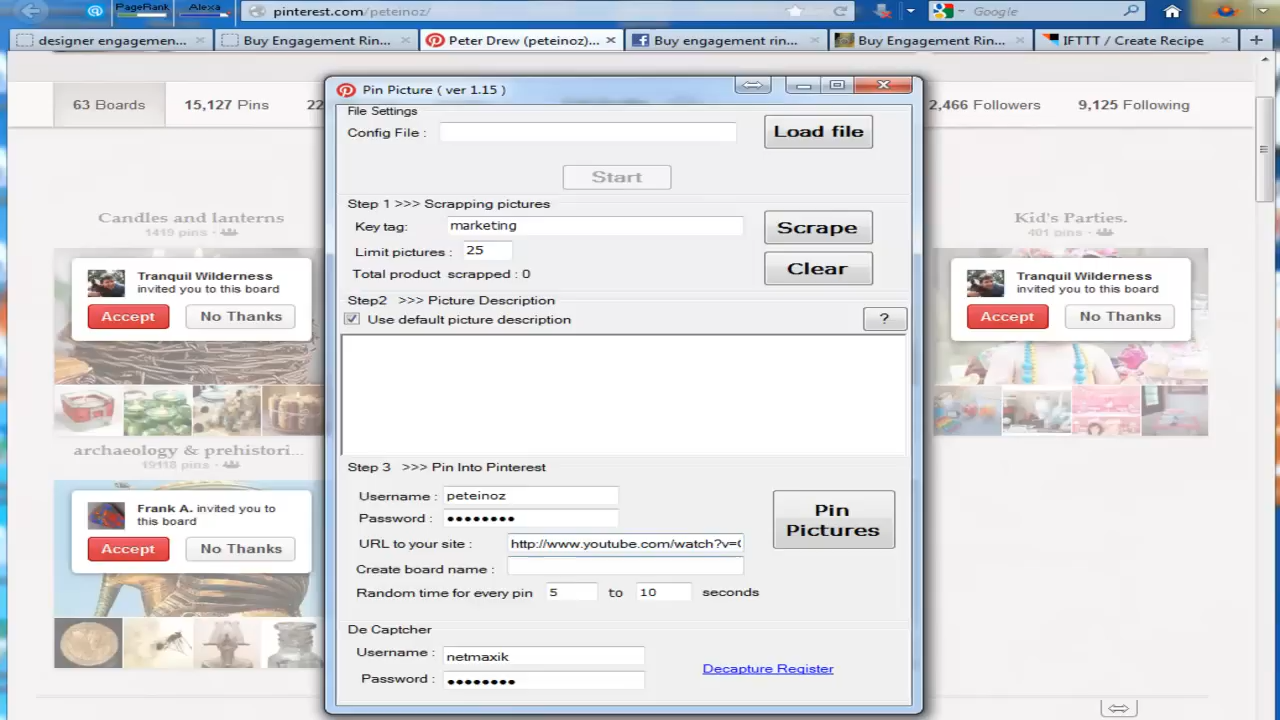 PageRank
Alexa
pinterest.com/peteinoz/
Google
designer engagemen...
Buy Engagement Rin...
Peter Drew (peteinoz)...
Buy engagement rin...
Buy Engagement Rin...
IFTTT / Create Recipe
63 Boards
15,127 Pins
22
2,466 Followers
9,125 Following
Pin Picture ( ver 1.15 )
File Settings
Config File :
Load file
Start
Step 1 >>> Scrapping pictures
Key tag:
marketing
Scrape
Limit pictures :
25
Clear
Total product scrapped : 0
Step2 >>> Picture Description
Use default picture description
?
Step 3 >>> Pin Into Pinterest
Username :
peteinoz
Password :
••••••••
Pin
Pictures
URL to your site :
http://www.youtube.com/watch?v=
Create board name :
Random time for every pin
5
to
10
seconds
De Captcher
Username :
netmaxik
Decapture Register
Password :
••••••••
Candles and lanterns
1419 pins
Tranquil Wilderness
invited you to this board
Accept
No Thanks
archaeology & prehistori...
19118 pins
Frank A. invited you to
this board
Accept
No Thanks
Kid's Parties.
401 pins
Tranquil Wilderness
invited you to this board
Accept
No Thanks